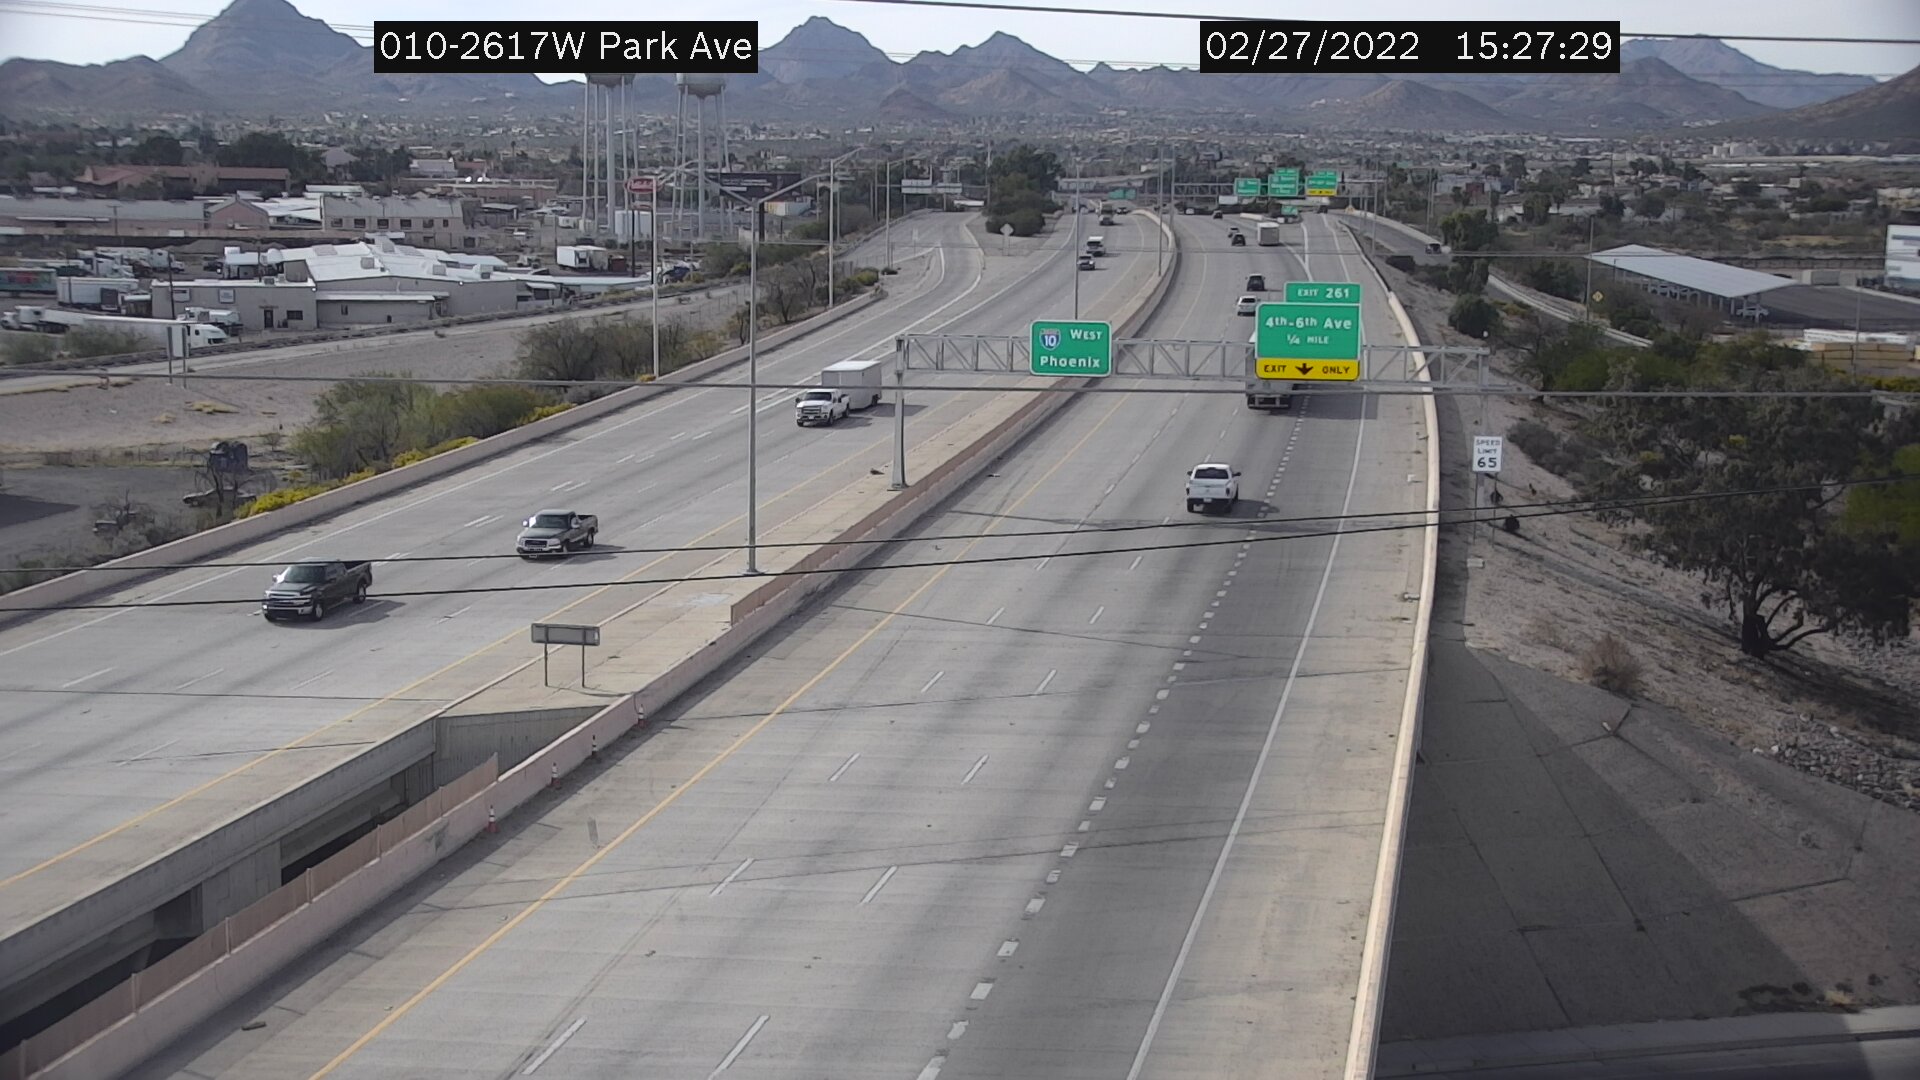 010-2617W Park Ave
02/27/2022 15:27:29
EXIT 261
4th-6th Ave
1/4 MILE
EXIT ONLY
10 WEST
Phoenix
SPEED
LIMIT
65